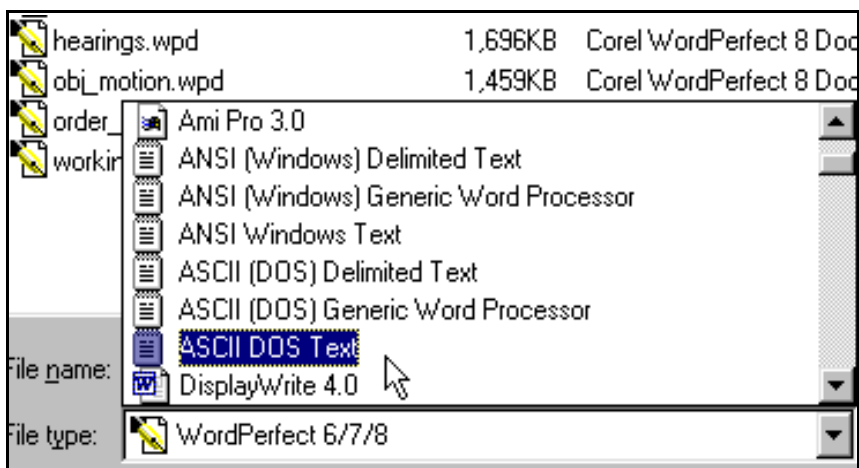 hearings.wpd 1,696KB Corel WordPerfect 8 Doc
obj_motion.wpd 1,459KB Corel WordPerfect 8 Doc
order_ Ami Pro 3.0
workin ANSI (Windows) Delimited Text
ANSI (Windows) Generic Word Processor
ANSI Windows Text
ASCII (DOS) Delimited Text
ASCII (DOS) Generic Word Processor
ASCII DOS Text
File name: DisplayWrite 4.0
File type: WordPerfect 6/7/8